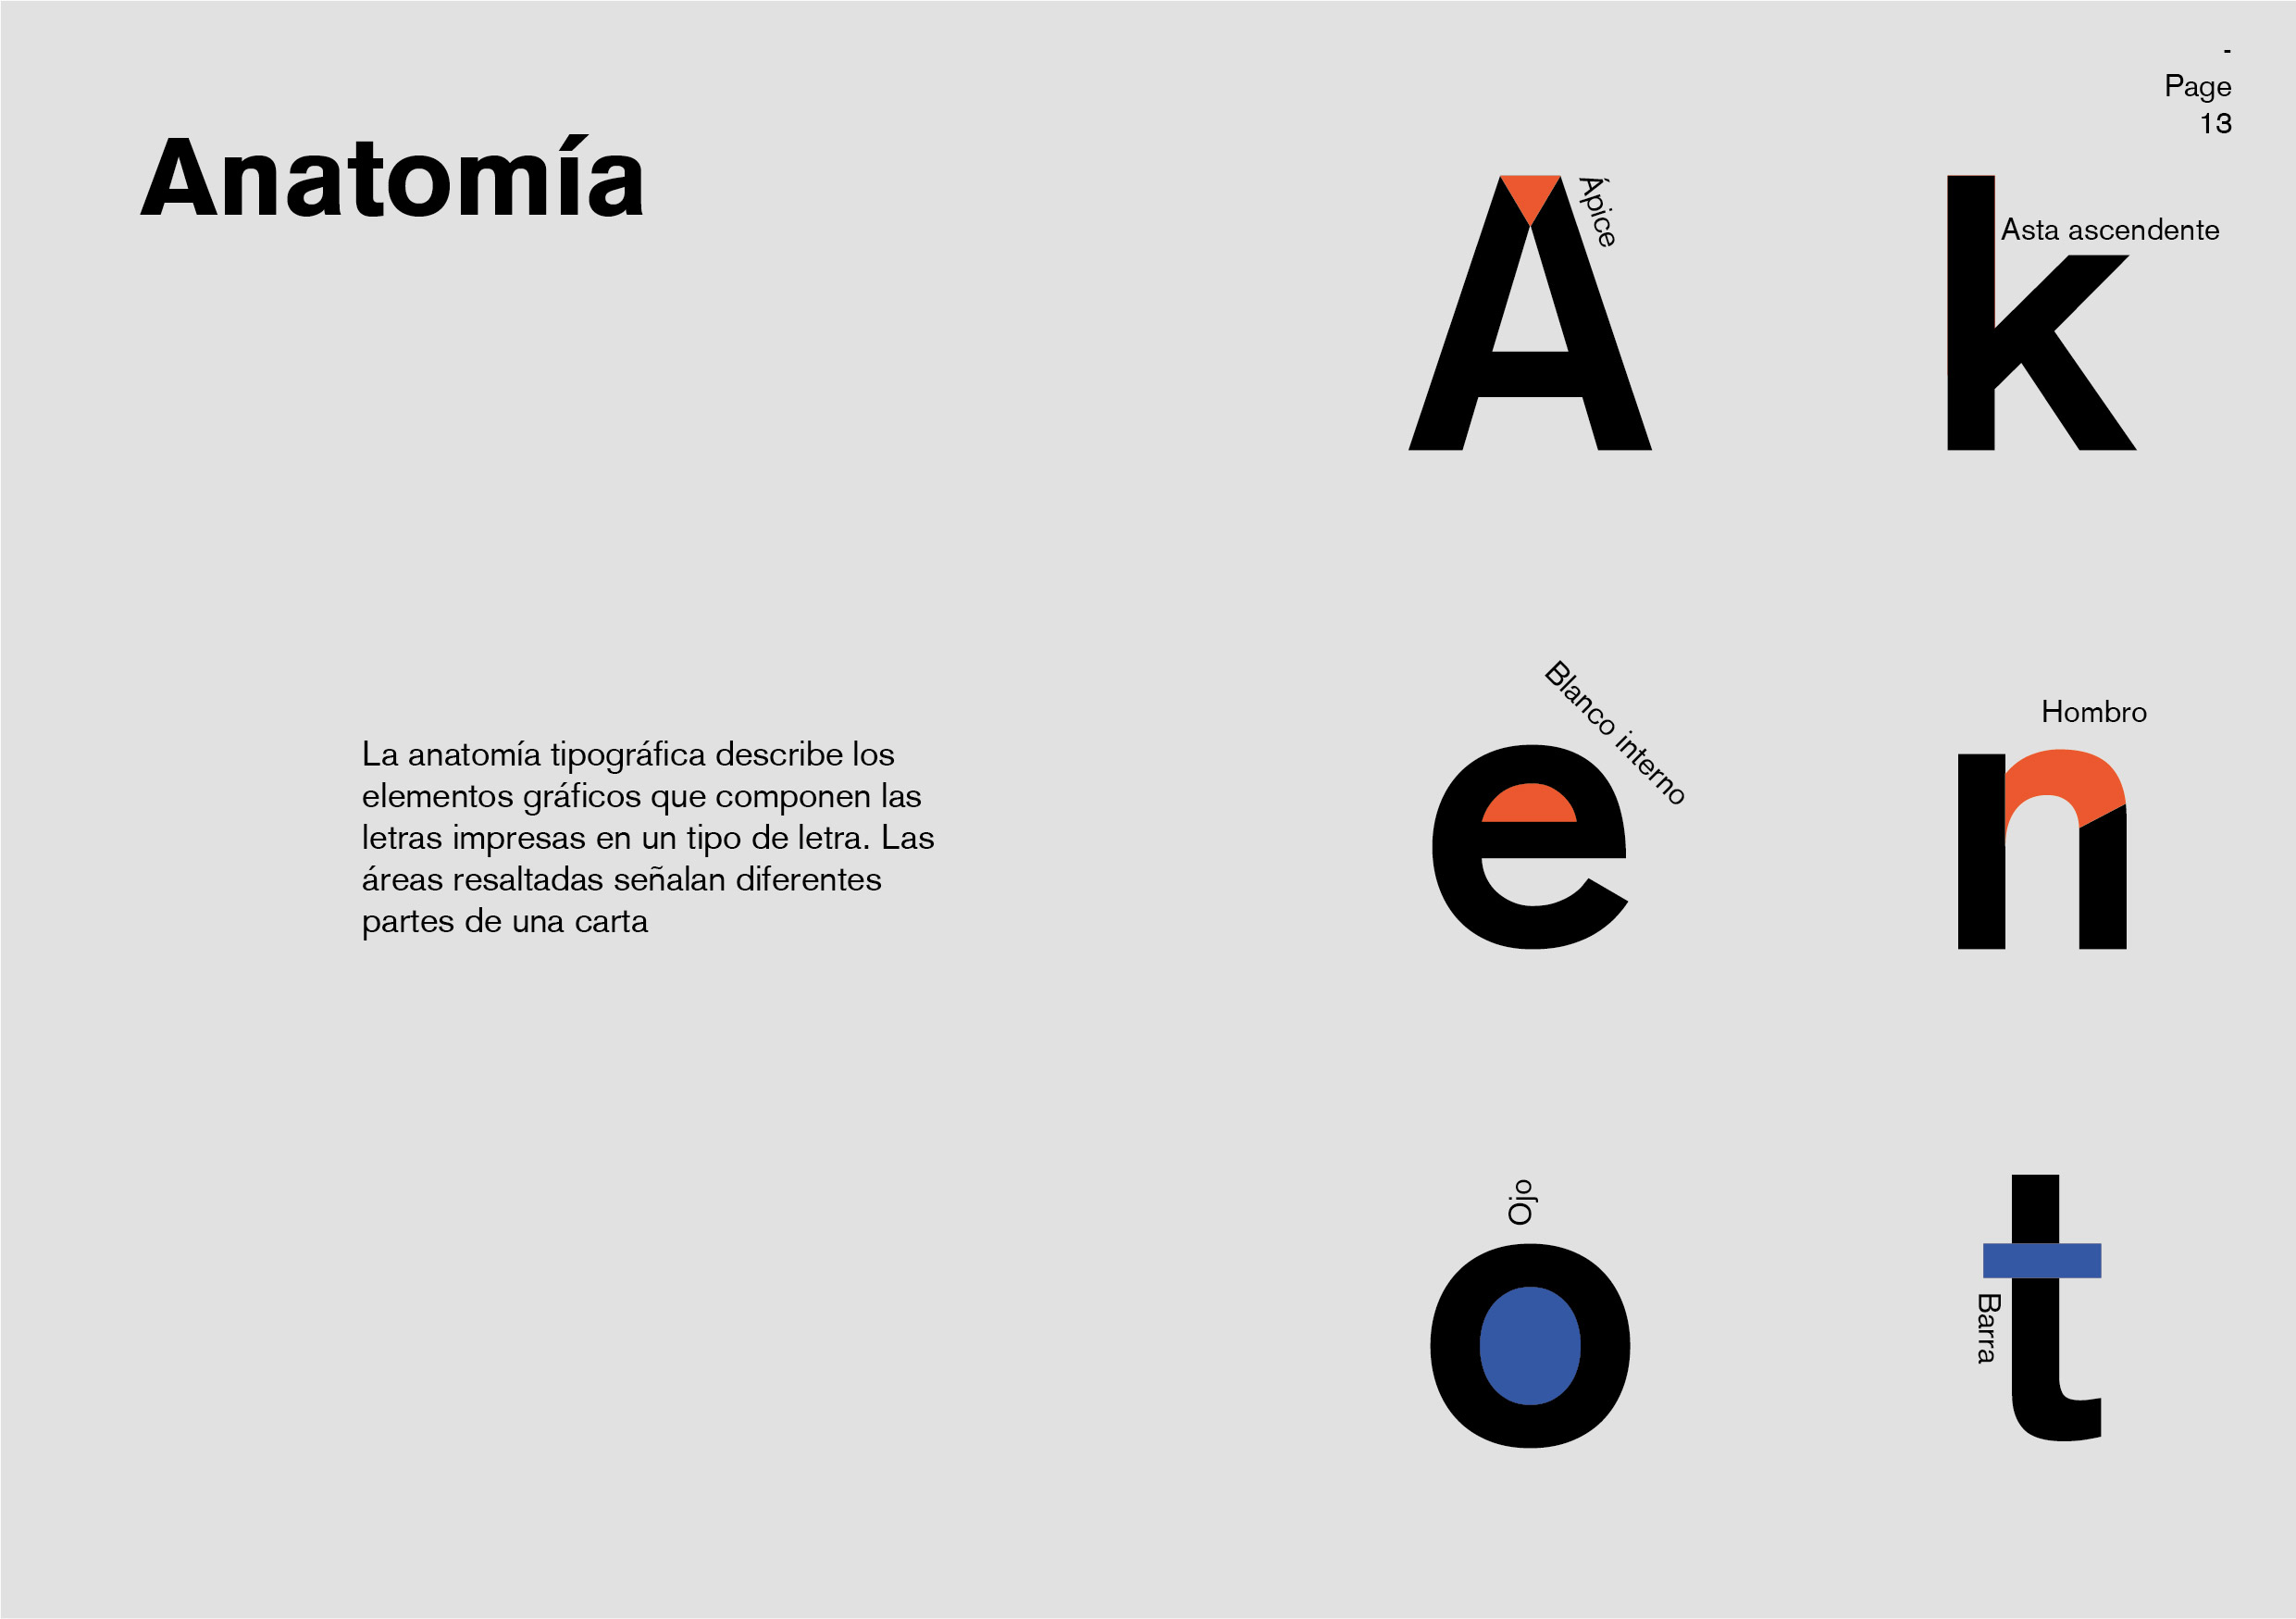 -
Page
13
Anatomía
La anatomía tipográfica describe los
elementos gráficos que componen las
letras impresas en un tipo de letra. Las
áreas resaltadas señalan diferentes
partes de una carta
A
Ápice
k
Asta ascendente
e
Blanco interno
n
Hombro
o
Ojo
t
Barra